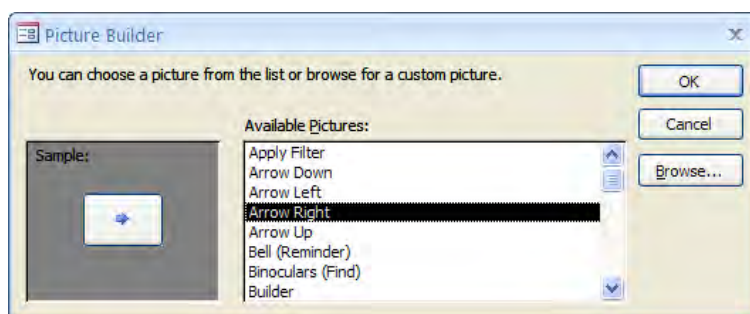 Picture Builder
You can choose a picture from the list or browse for a custom picture.
OK
Cancel
Browse...
Sample:
Available Pictures:
Apply Filter
Arrow Down
Arrow Left
Arrow Right
Arrow Up
Bell (Reminder)
Binoculars (Find)
Builder